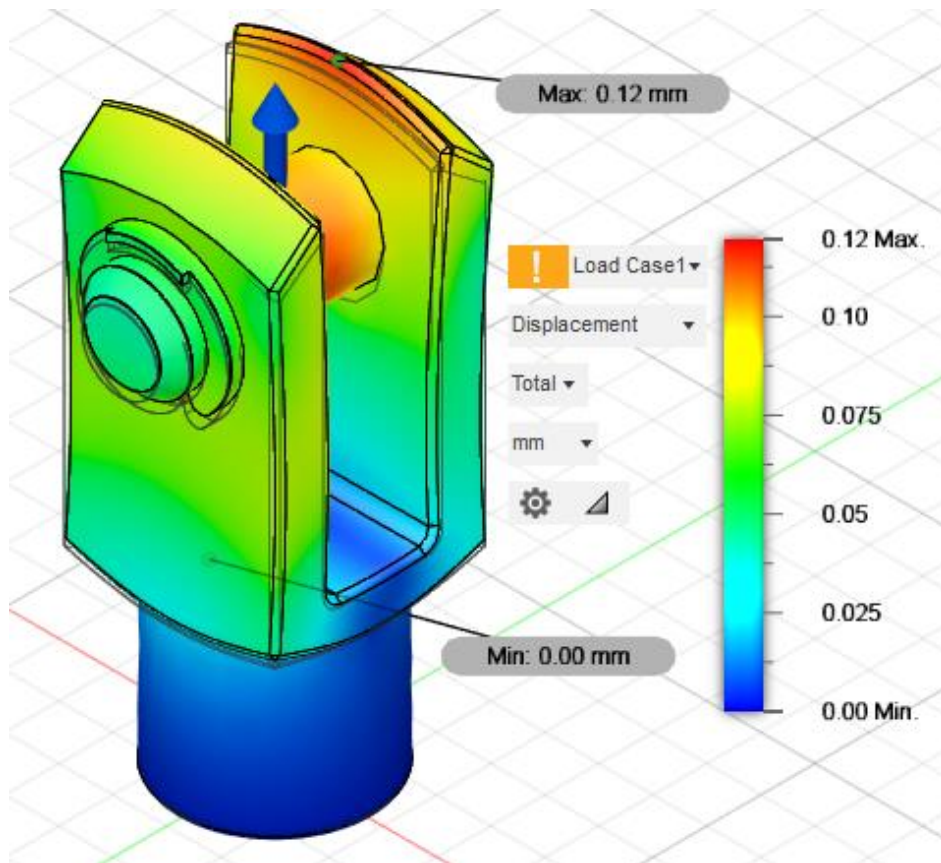 Max: 0.12 mm
! Load Case1
Displacement
Total
mm
0.12 Max.
0.10
0.075
0.05
0.025
0.00 Min.
Min: 0.00 mm